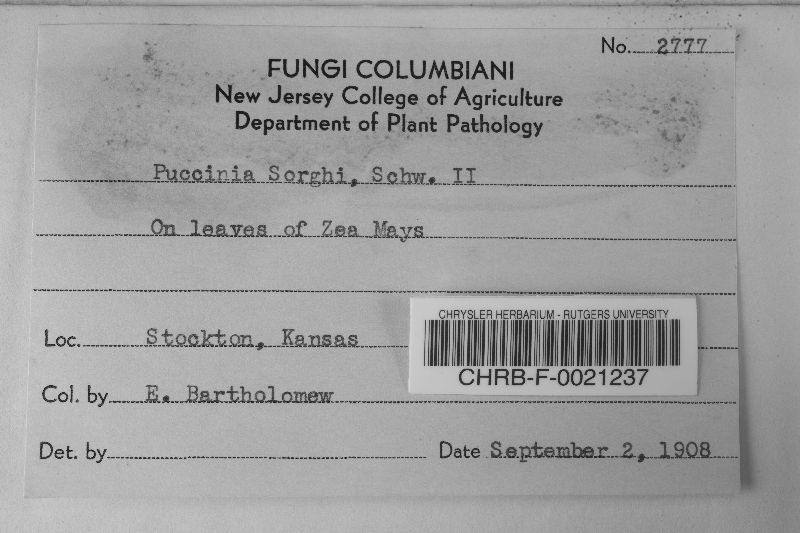 No. 2777
FUNGI COLUMBIANI
New Jersey College of Agriculture
Department of Plant Pathology
Puccinia Sorghi, Schw. II
On leaves of Zea Mays
Loc. Stockton, Kansas
CHRYSLER HERBARIUM - RUTGERS UNIVERSITY
CHRB-F-0021237
Col. by E. Bartholomew
Det. by
Date September 2, 1908